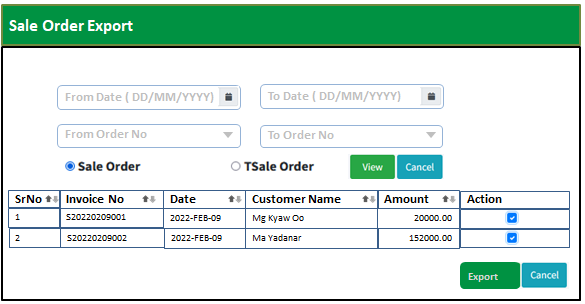 Sale Order Export
From Date ( DD/MM/YYYY) To Date ( DD/MM/YYYY)
From Order No To Order No
Sale Order TSale Order View Cancel
SrNo Invoice No Date Customer Name Amount Action
1 S20220209001 2022-FEB-09 Mg Kyaw Oo 20000.00
2 S20220209002 2022-FEB-09 Ma Yadanar 152000.00
Export Cancel